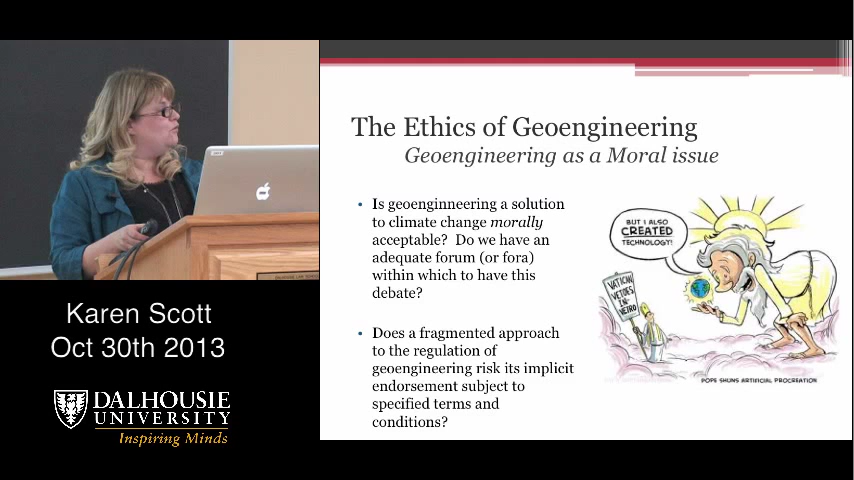 The Ethics of Geoengineering
Geoengineering as a Moral issue
• Is geoenginneering a solution
to climate change morally
acceptable? Do we have an
adequate forum (or fora)
within which to have this
debate?
• Does a fragmented approach
to the regulation of
geoengineering risk its implicit
endorsement subject to
specified terms and
conditions?
BUT I ALSO
CREATED
TECHNOLOGY!
VATICAN
VETOES
IN-
VITRO
POPE SHUNS ARTIFICIAL PROCREATION
Karen Scott
Oct 30th 2013
DALHOUSIE
UNIVERSITY
Inspiring Minds